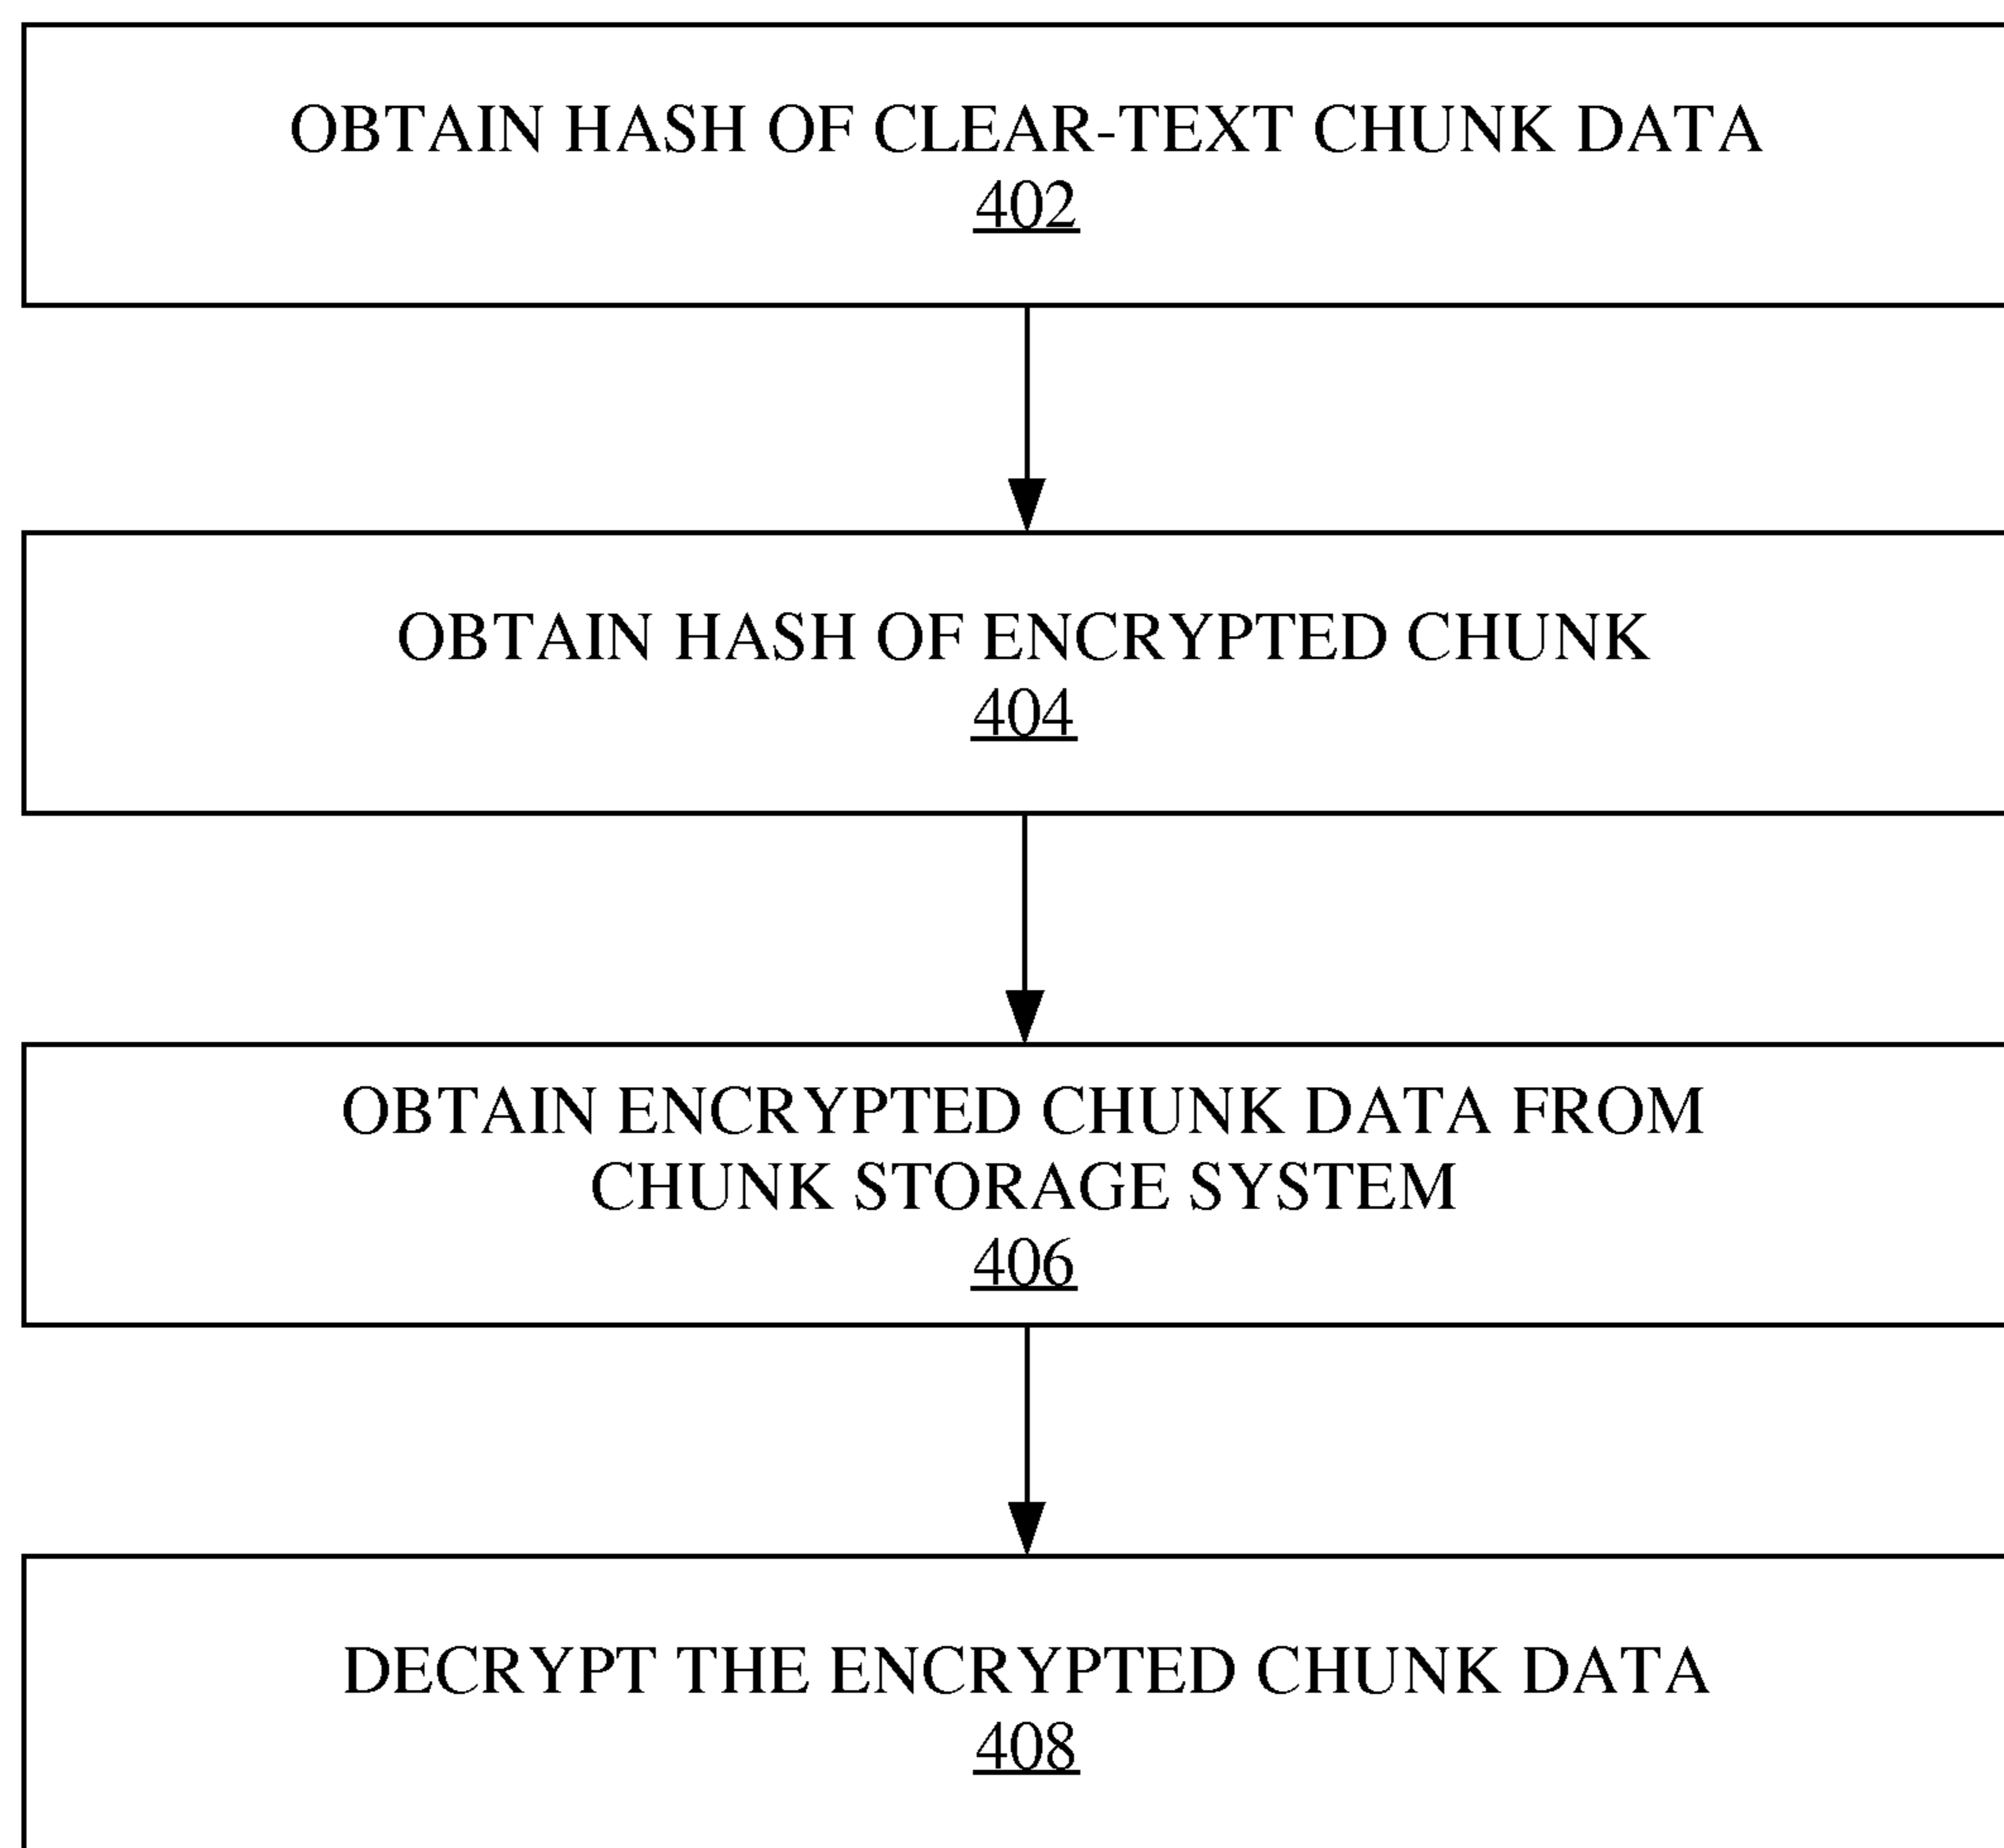 OBTAIN HASH OF CLEAR-TEXT CHUNK DATA
402
OBTAIN HASH OF ENCRYPTED CHUNK
404
OBTAIN ENCRYPTED CHUNK DATA FROM
CHUNK STORAGE SYSTEM
406
DECRYPT THE ENCRYPTED CHUNK DATA
408